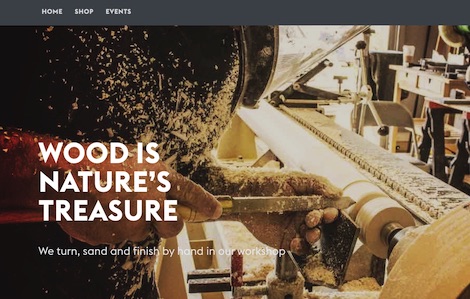 HOME SHOP EVENTS
WOOD IS
NATURE'S
TREASURE
We turn, sand and finish by hand in our workshop